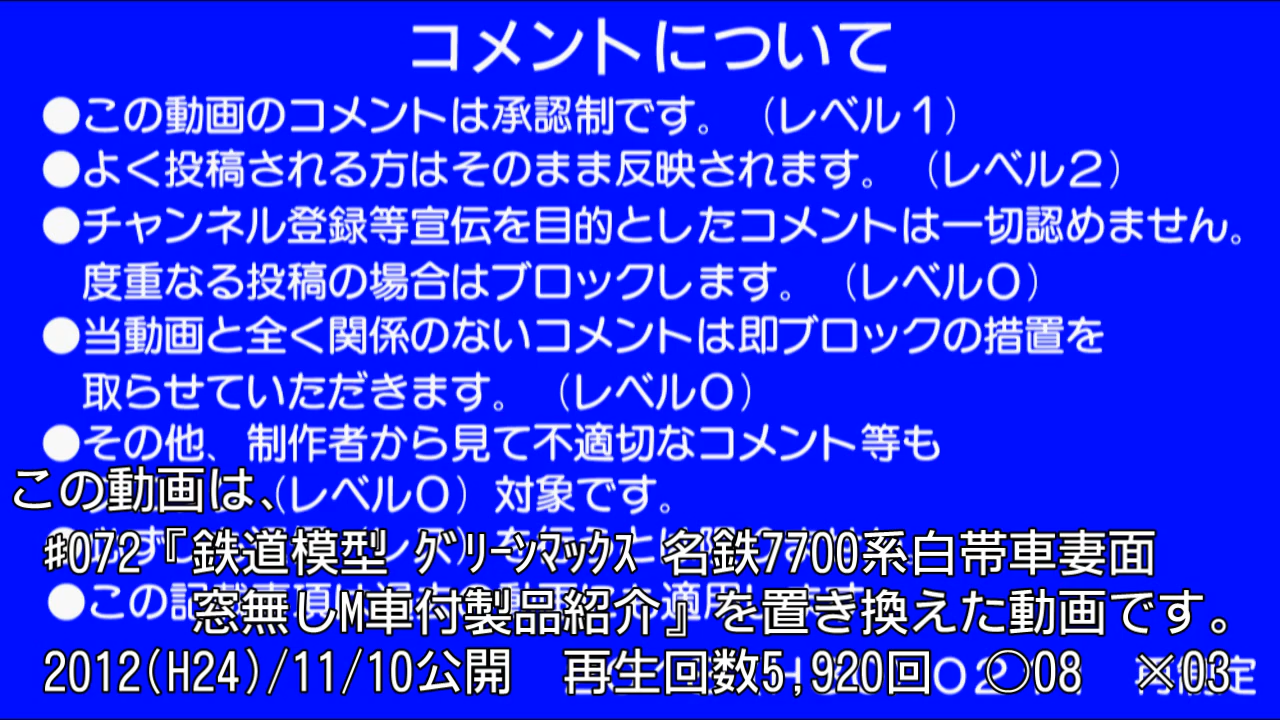 コメントについて
●この動画のコメントは承認制です。（レベル１）
●よく投稿される方はそのまま反映されます。（レベル２）
●チャンネル登録等宣伝を目的としたコメントは一切認めません。
度重なる投稿の場合はブロックします。（レベル０）
●当動画と全く関係のないコメントは即ブロックの措置を
取らせていただきます。（レベル０）
●その他、制作者から見て不適切なコメント等も
（レベル０）対象です。
この動画は、
#072『鉄道模型 ｸﾞﾘｰﾝﾏｯｸｽ 名鉄7700系白帯車妻面
窓無しM車付製品紹介』を置き換えた動画です。
2012(H24)/11/10公開　再生回数5,920回　○08　※03